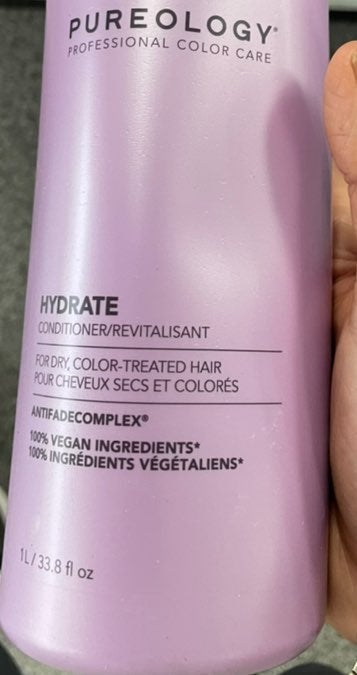 PUREOLOGY®
PROFESSIONAL COLOR CARE
HYDRATE
CONDITIONER/REVITALISANT
FOR DRY, COLOR-TREATED HAIR
POUR CHEVEUX SECS ET COLORÉS
ANTIFADECOMPLEX®
100% VEGAN INGREDIENTS*
100% INGRÉDIENTS VÉGÉTALIENS*
1 L / 33.8 fl oz